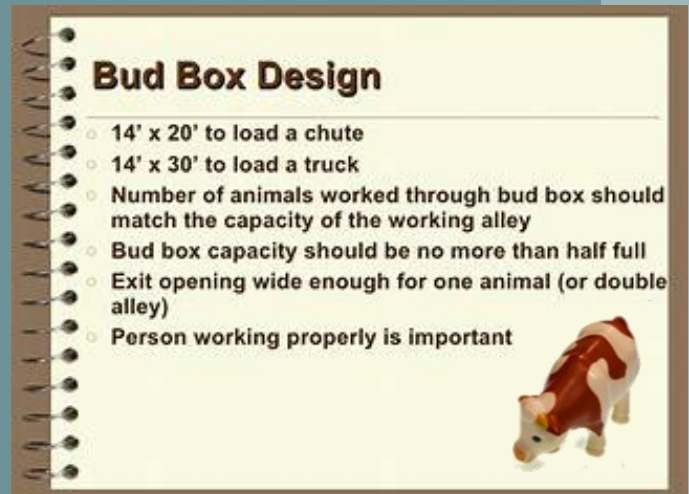 Bud Box Design
14' x 20' to load a chute
14' x 30' to load a truck
Number of animals worked through bud box should
match the capacity of the working alley
Bud box capacity should be no more than half full
Exit opening wide enough for one animal (or double
alley)
Person working properly is important